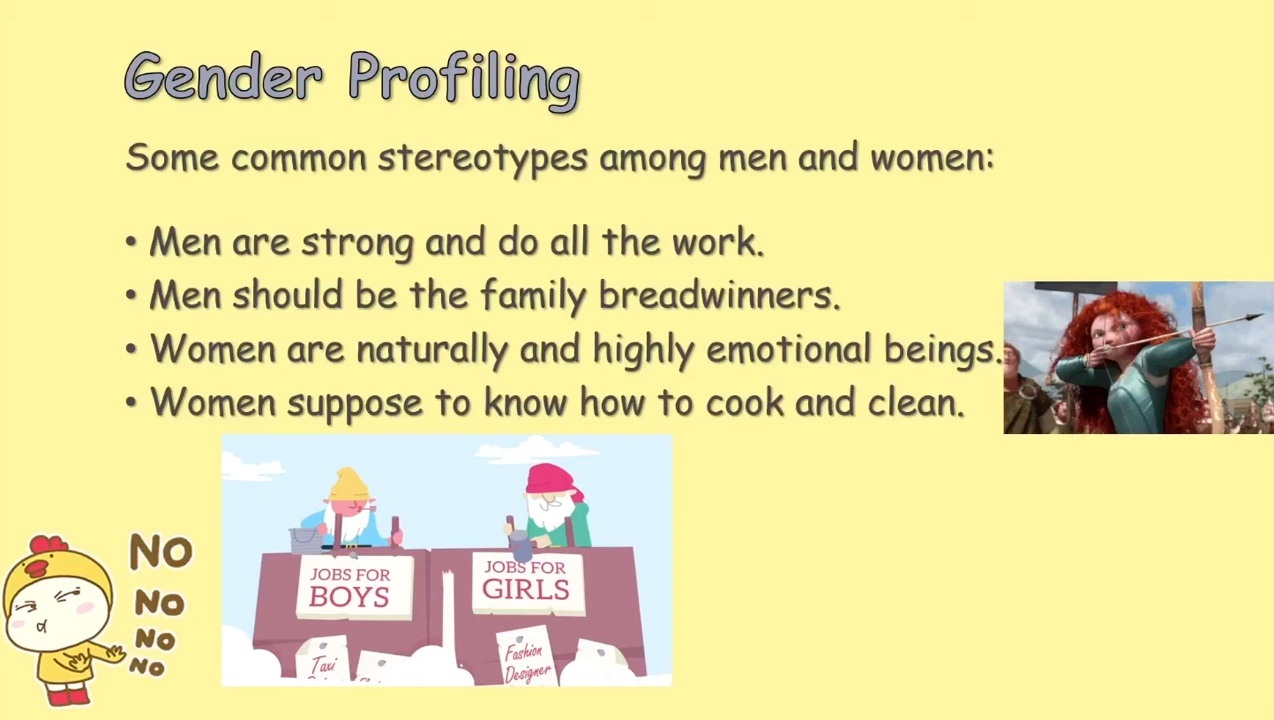 Gender Profiling
Some common stereotypes among men and women:
• Men are strong and do all the work.
• Men should be the family breadwinners.
• Women are naturally and highly emotional beings.
• Women suppose to know how to cook and clean.
NO
NO
NO
NO
JOBS FOR
BOYS
JOBS FOR
GIRLS
Taxi
Fashion
Designer